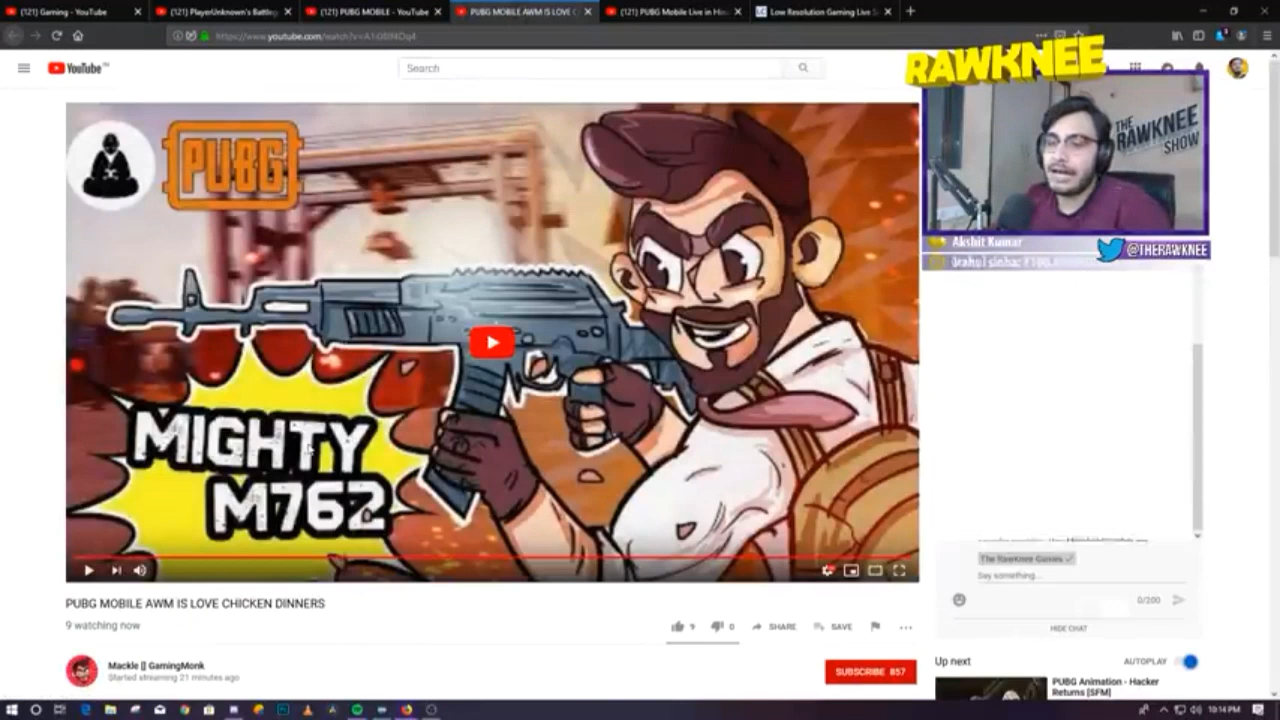 (121) Gaming - YouTube
(121) PlayerUnknown's Battleg
(121) PUBG MOBILE - YouTube
PUBG MOBILE AWM IS LOVE C
(121) PUBG Mobile Live in Hin
Low Resolution Gaming Live S
YouTube
Search
RAWKNEE
THE
RAWKNEE
SHOW
Akshit Kumar
@THERAWKNEE
PUBG
MIGHTY
M762
The RawKnee Games
Say something...
0/200
HIDE CHAT
PUBG MOBILE AWM IS LOVE CHICKEN DINNERS
9 watching now
9
0
SHARE
SAVE
Mackle [] GamingMonk
Started streaming 21 minutes ago
SUBSCRIBE 857
Up next
AUTOPLAY
PUBG Animation - Hacker
Returns [SFM]
10:14 PM